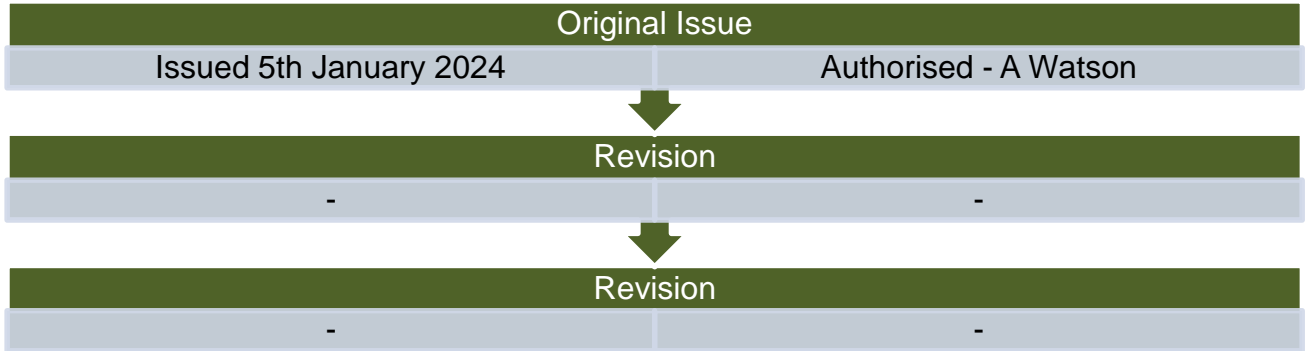 Original Issue
Issued 5th January 2024 Authorised - A Watson
Revision
- -
Revision
- -